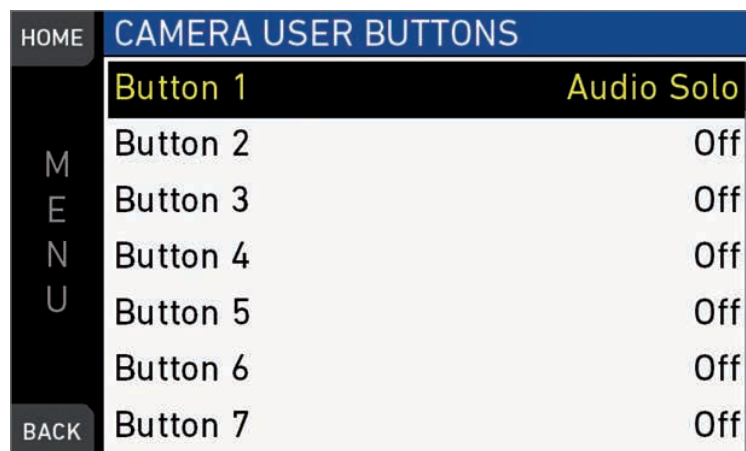 HOME
CAMERA USER BUTTONS
Button 1 Audio Solo
Button 2 Off
Button 3 Off
Button 4 Off
Button 5 Off
Button 6 Off
Button 7 Off
MENU
BACK